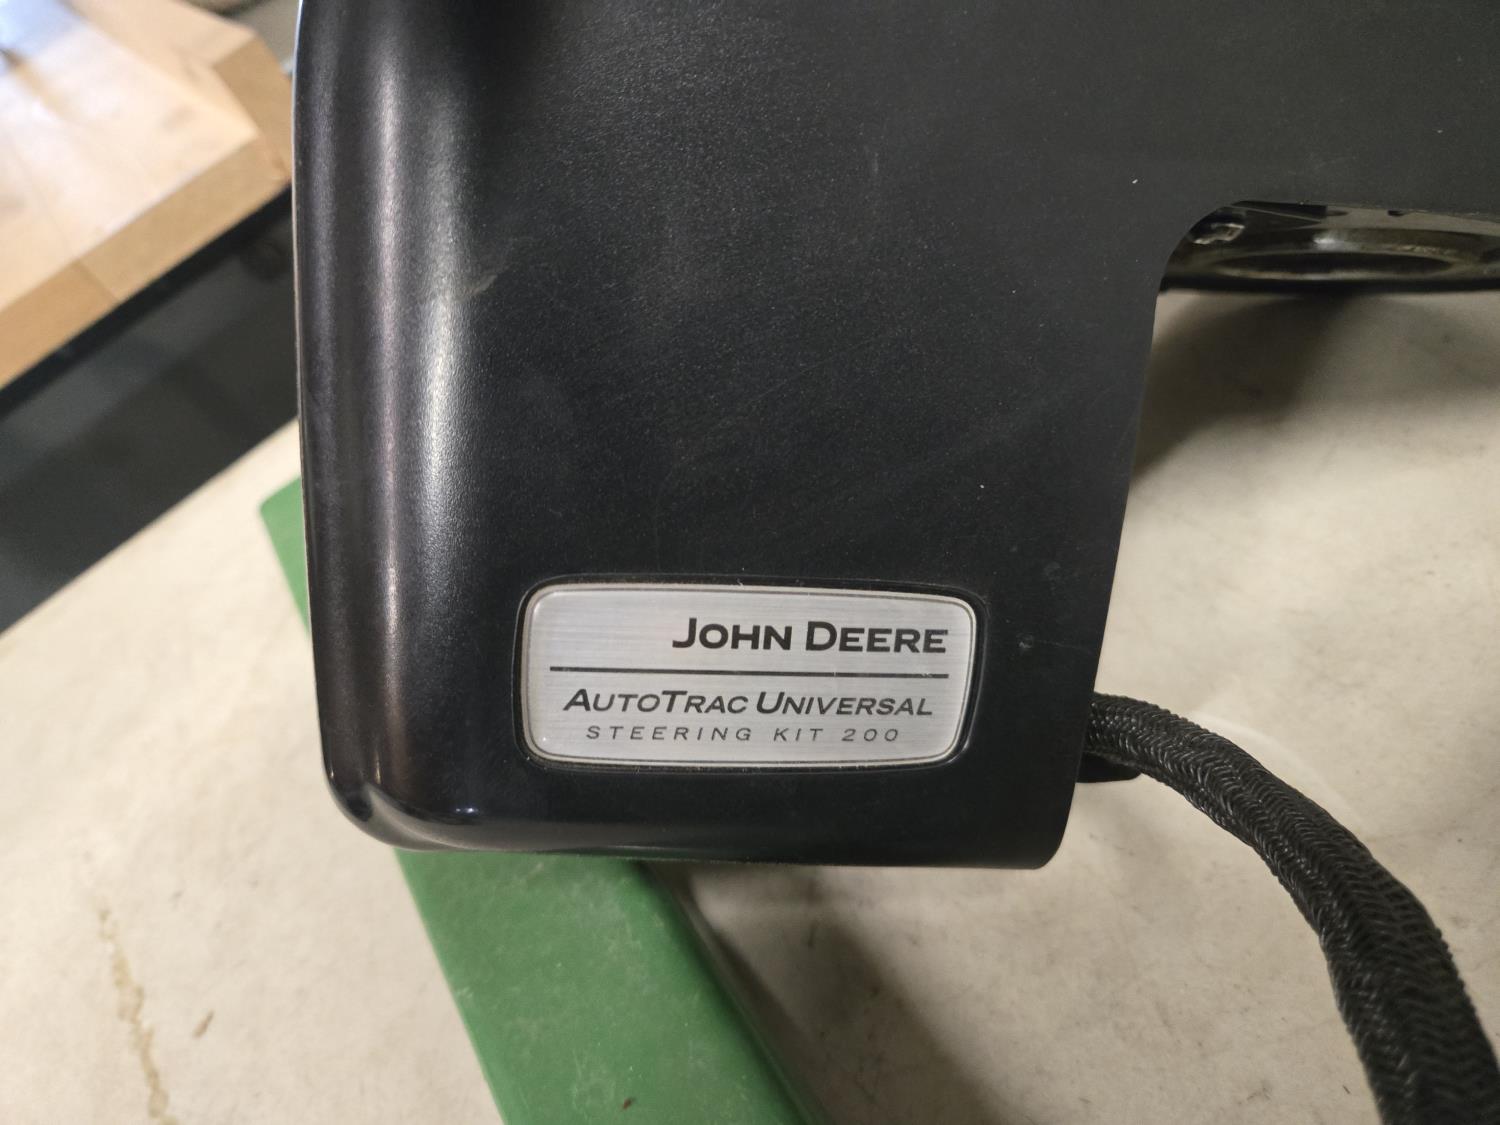 JOHN DEERE
AUTOTRAC UNIVERSAL
STEERING KIT 200